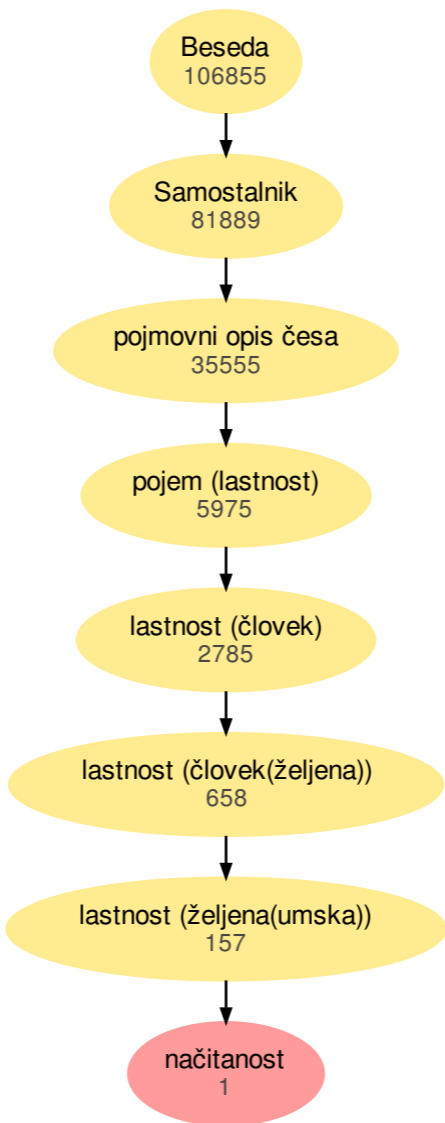 Beseda
106855
Samostalnik
81889
pojmovni opis česa
35555
pojem (lastnost)
5975
lastnost (človek)
2785
lastnost (človek(željena))
658
lastnost (željena(umska))
157
načitanost
1